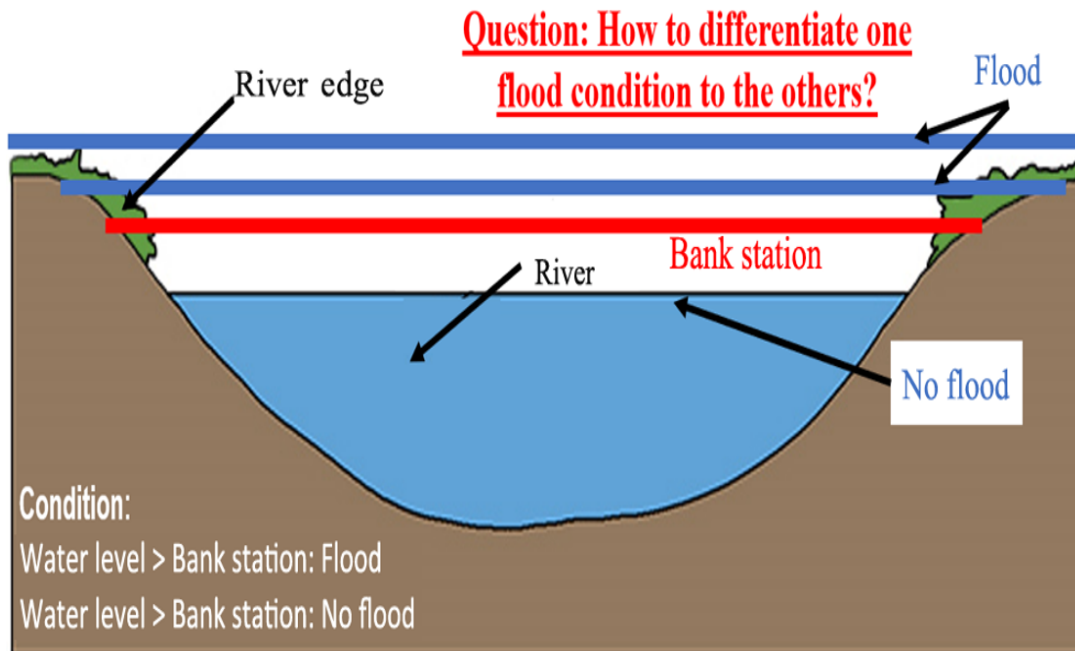 Question: How to differentiate one
flood condition to the others?
Flood
River edge
Bank station
River
No flood
Condition:
Water level > Bank station: Flood
Water level > Bank station: No flood